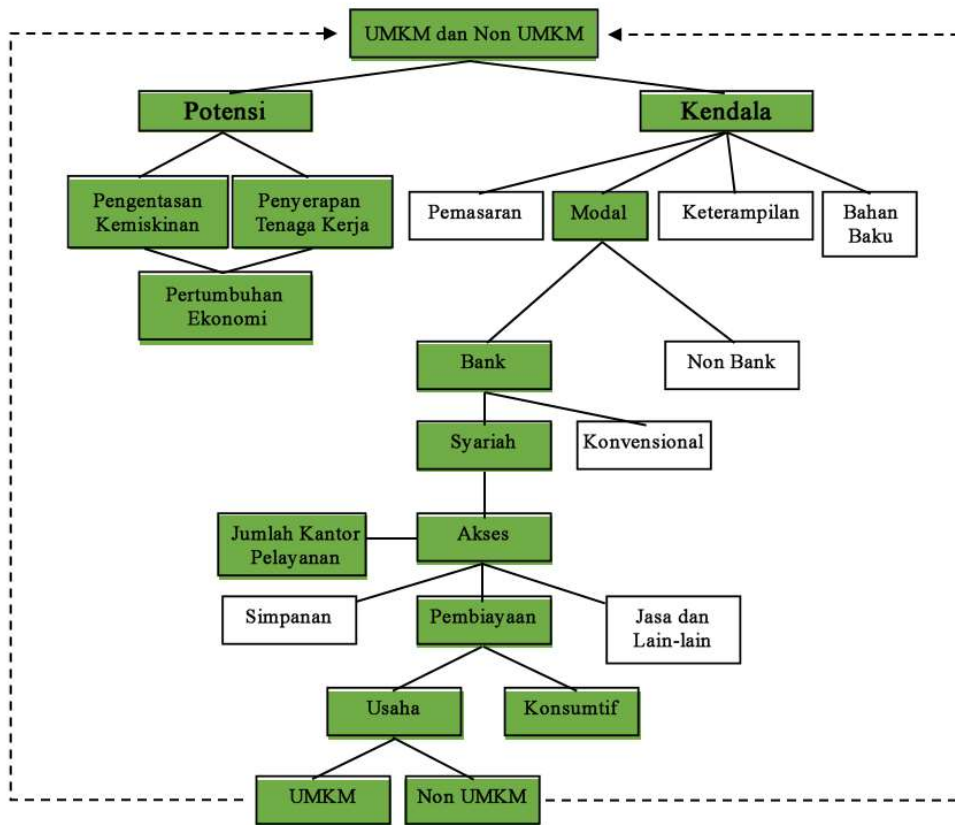 UMKM dan Non UMKM
Potensi
Kendala
Pengentasan
Kemiskinan
Penyerapan
Tenaga Kerja
Pemasaran
Modal
Keterampilan
Bahan
Baku
Pertumbuhan
Ekonomi
Bank
Non Bank
Syariah
Konvensional
Jumlah Kantor
Pelayanan
Akses
Simpanan
Pembiayaan
Jasa dan
Lain-lain
Usaha
Konsumtif
UMKM
Non UMKM